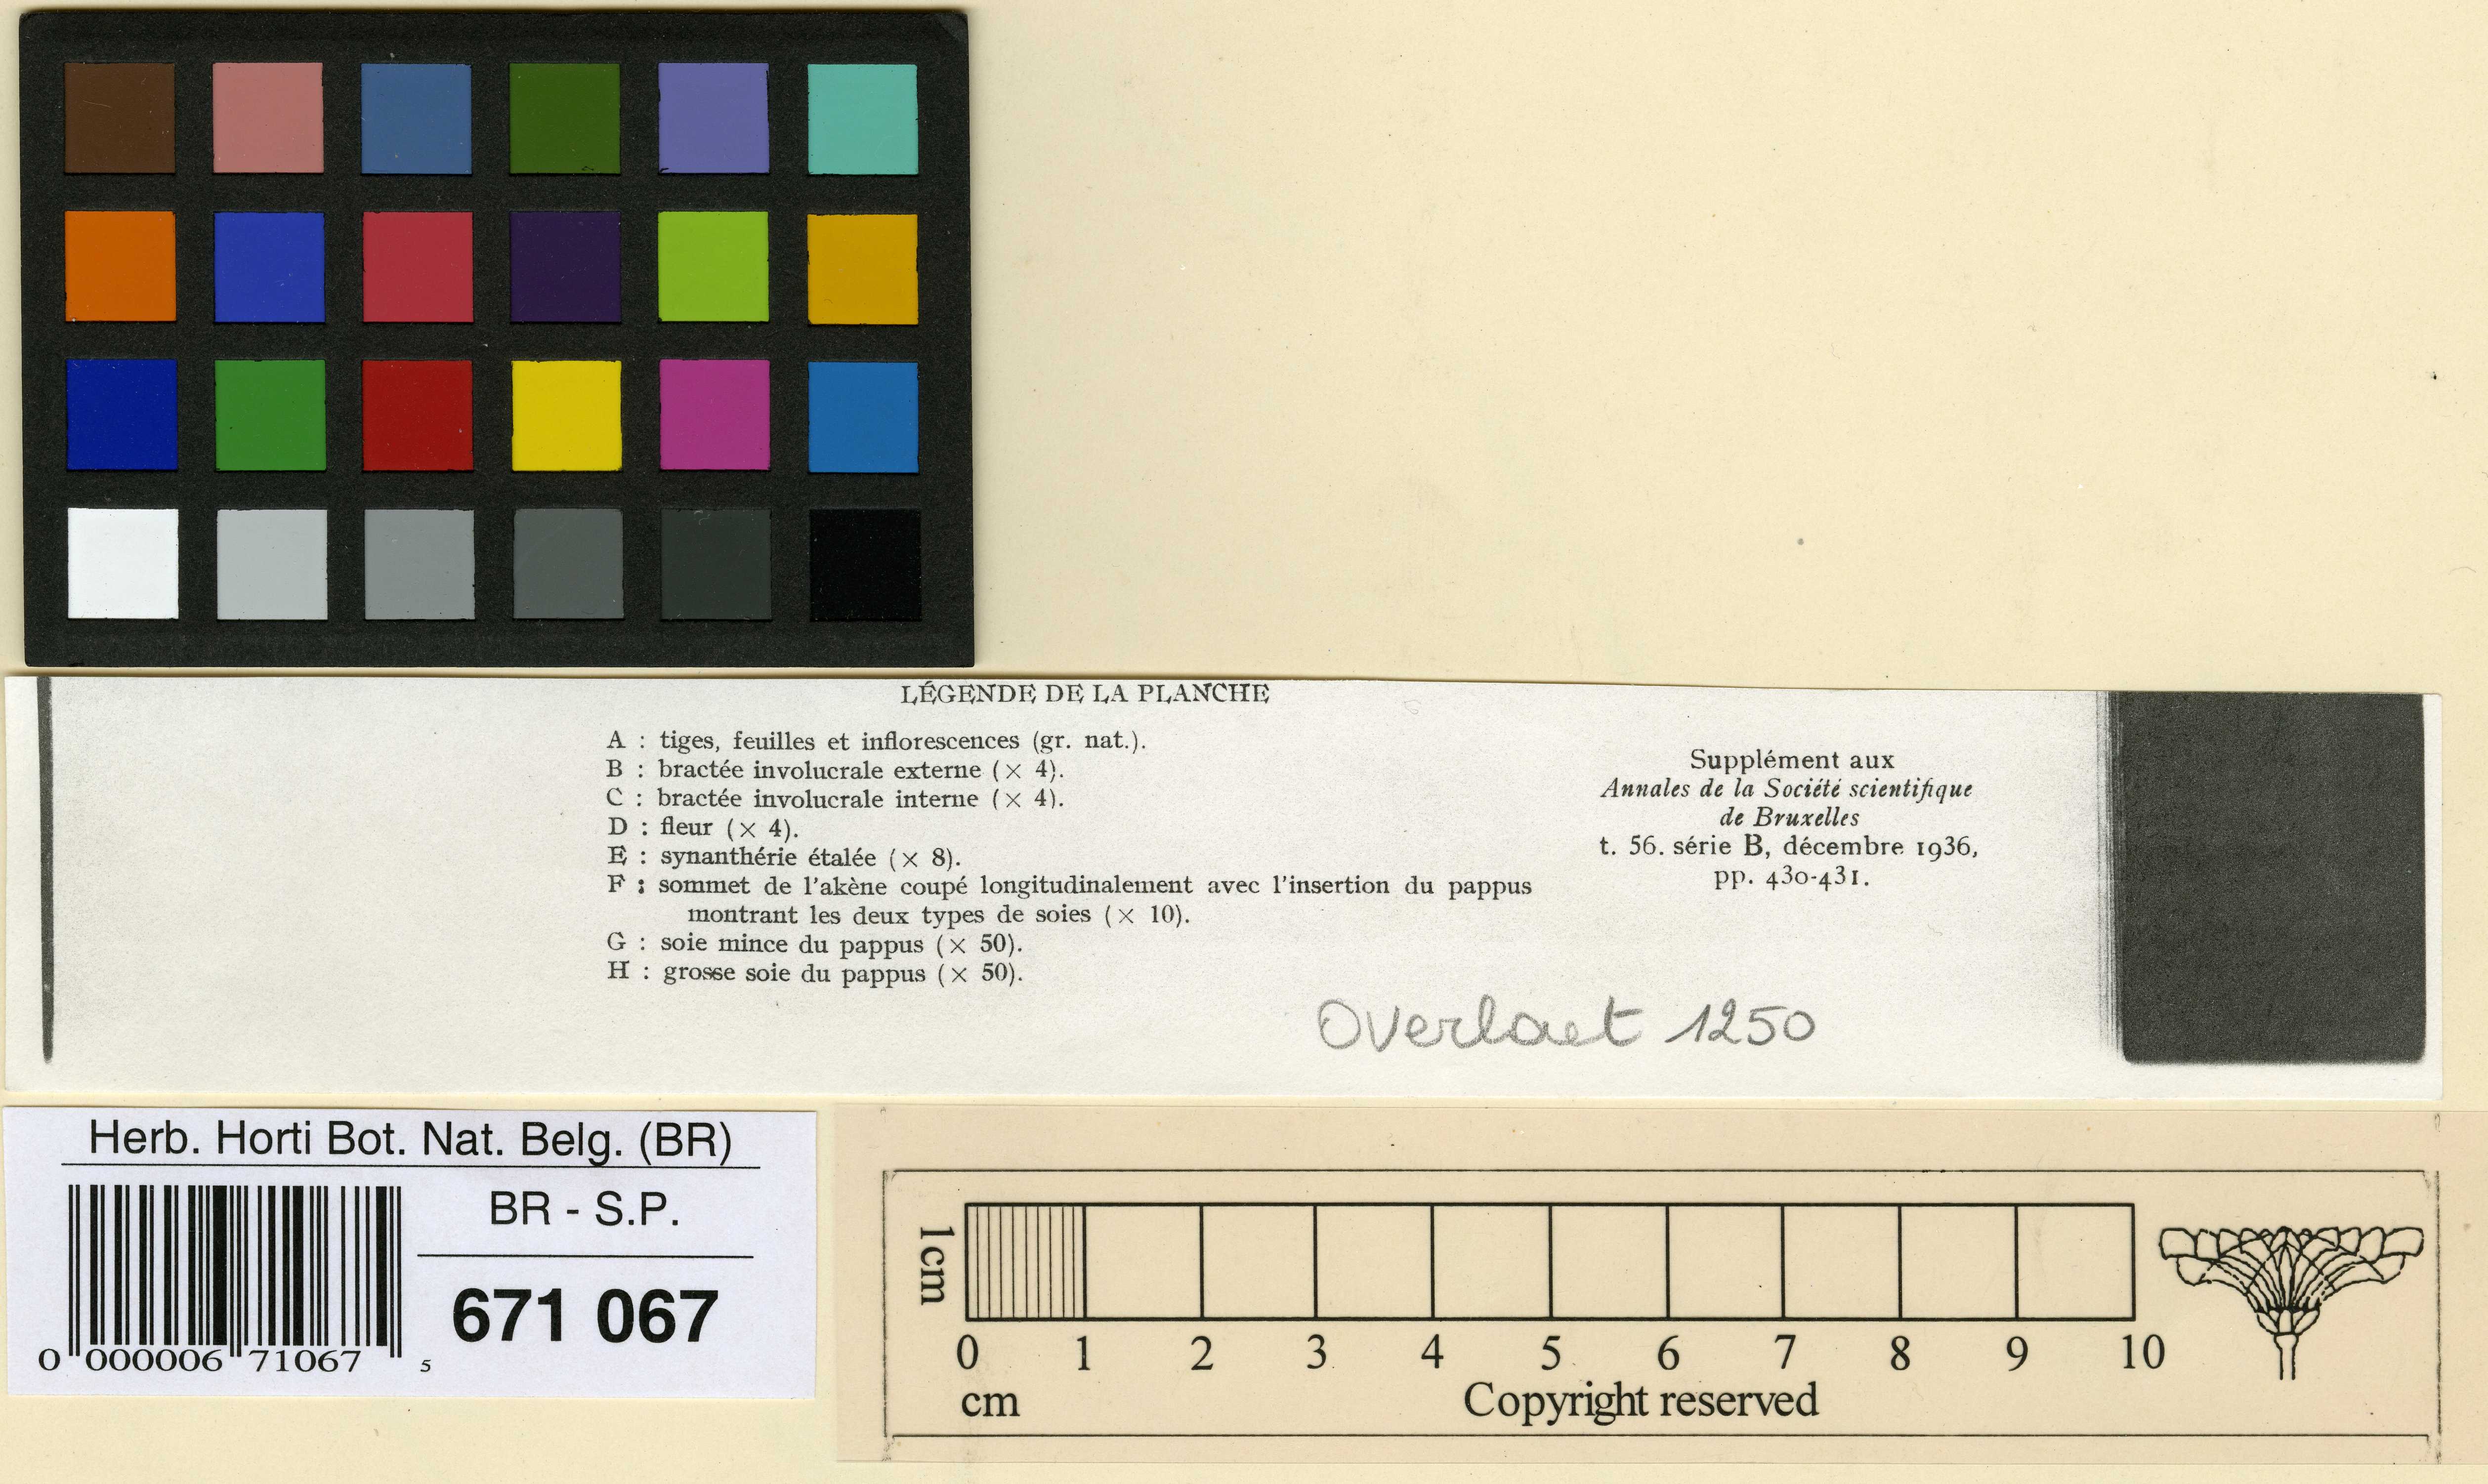 LÉGENDE DE LA PLANCHE
A : tiges, feuilles et inflorescences (gr. nat.).
B : bractée involucrale externe (× 4).
C : bractée involucrale interne (× 4).
D : fleur (× 4).
E : synanthérie étalée (× 8).
F : sommet de l'akène coupé longitudinalement avec l'insertion du pappus
montrant les deux types de soies (× 10).
G : soie mince du pappus (× 50).
H : grosse soie du pappus (× 50).
Supplément aux
Annales de la Société scientifique
de Bruxelles
t. 56. série B, décembre 1936,
pp. 430-431.
Overlaet 1250
Herb. Horti Bot. Nat. Belg. (BR)
BR - S.P.
671 067
0 000006 71067 5
1cm
0 1 2 3 4 5 6 7 8 9 10
cm Copyright reserved